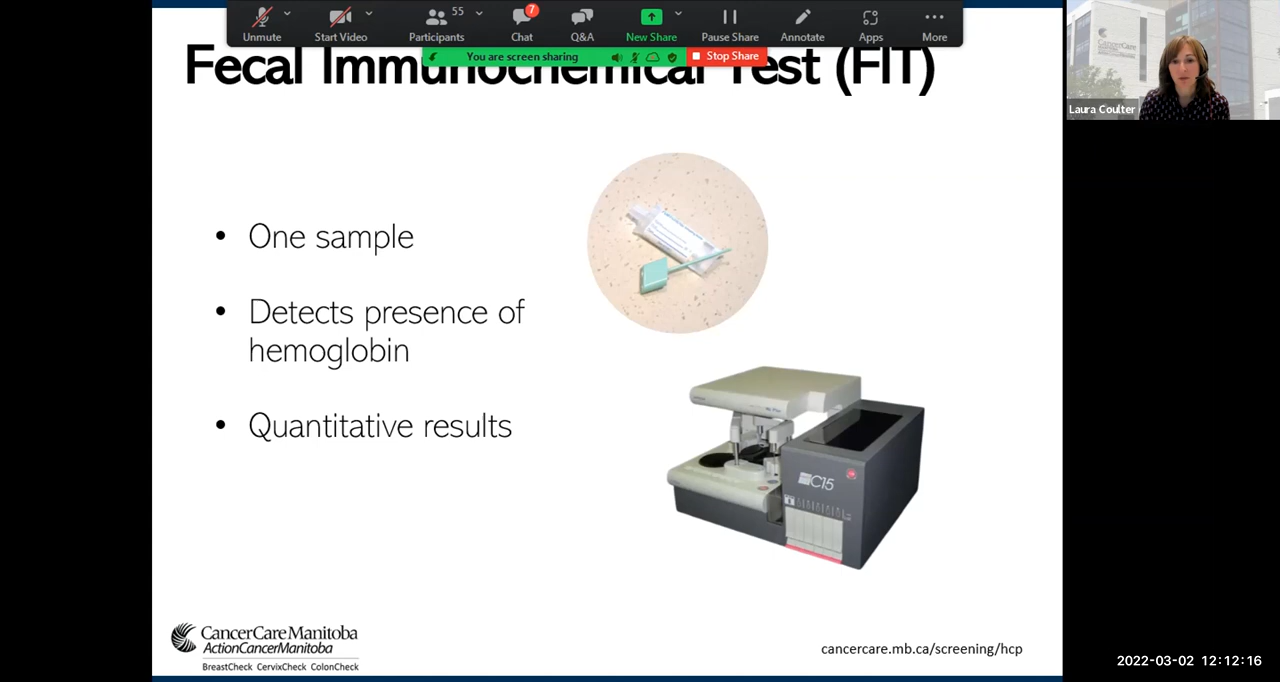 Unmute
Start Video
55
Participants
7
Chat
Q&A
New Share
Pause Share
Annotate
Apps
More
You are screen sharing
Stop Share
Fecal Immunochemical Test (FIT)
CancerCare
Laura Coulter
• One sample
• Detects presence of
hemoglobin
• Quantitative results
C15
CancerCare Manitoba
ActionCancerManitoba
BreastCheck CervixCheck ColonCheck
cancercare.mb.ca/screening/hcp
2022-03-02 12:12:16